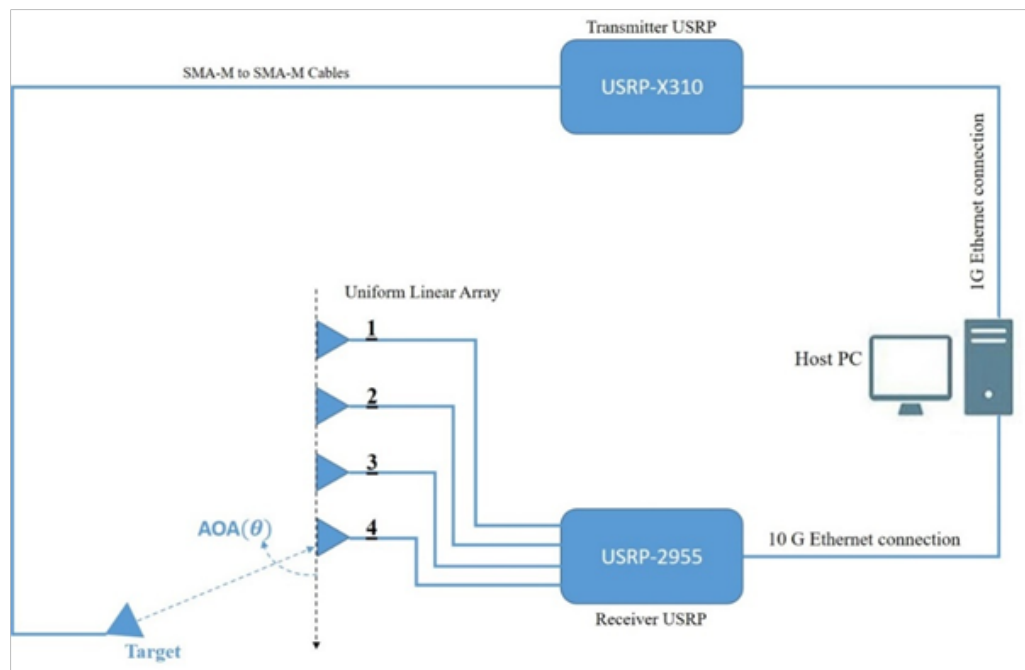 Transmitter USRP
SMA-M to SMA-M Cables
USRP-X310
1G Ethernet connection
Uniform Linear Array
1
Host PC
2
3
4
AOA(θ)
USRP-2955
10 G Ethernet connection
Receiver USRP
Target